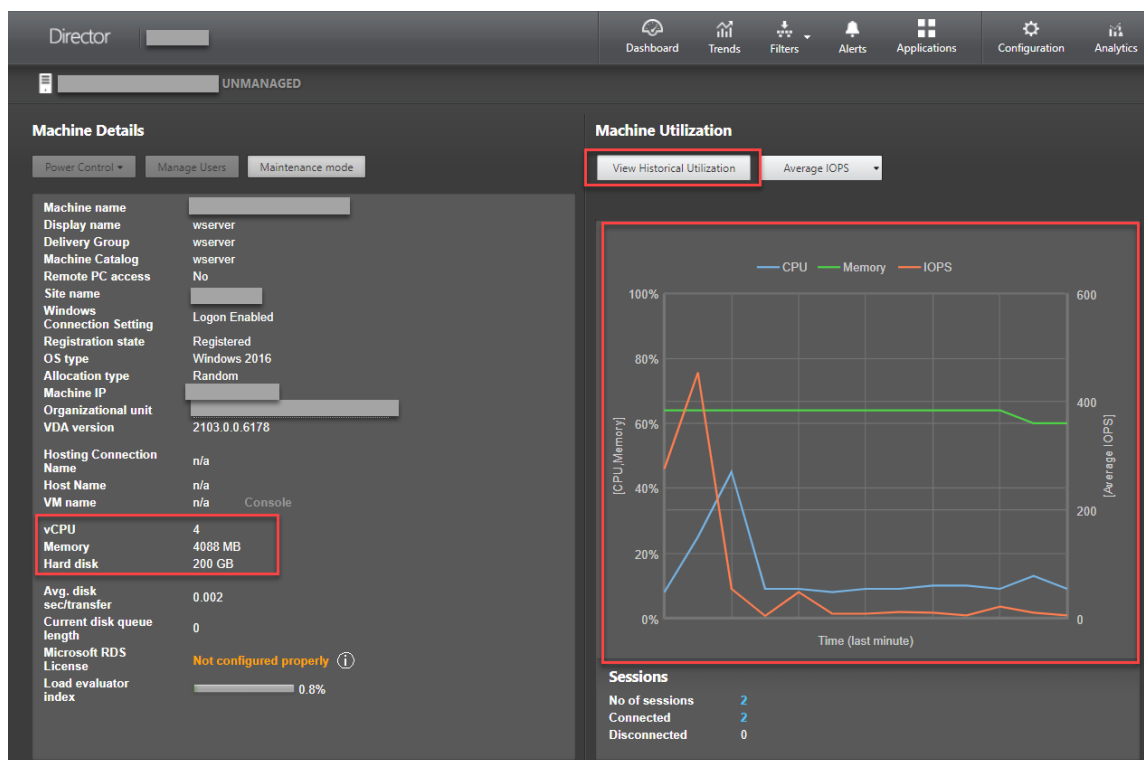 Director
Dashboard
Trends
Filters
Alerts
Applications
Configuration
Analytics
UNMANAGED
Machine Details
Power Control
Manage Users
Maintenance mode
Machine name
Display name wserver
Delivery Group wserver
Machine Catalog wserver
Remote PC access No
Site name
Windows
Connection Setting Logon Enabled
Registration state Registered
OS type Windows 2016
Allocation type Random
Machine IP
Organizational unit
VDA version 2103.0.0.6178
Hosting Connection
Name n/a
Host Name n/a
VM name n/a Console
vCPU 4
Memory 4088 MB
Hard disk 200 GB
Avg. disk
sec/transfer 0.002
Current disk queue
length 0
Microsoft RDS
License Not configured properly i
Load evaluator
index 0.8%
Machine Utilization
View Historical Utilization
Average IOPS
CPU Memory IOPS
100% 600
80%
400
60%
40%
200
20%
0% 0
[CPU,Memory]
[Average IOPS]
Time (last minute)
Sessions
No of sessions 2
Connected 2
Disconnected 0